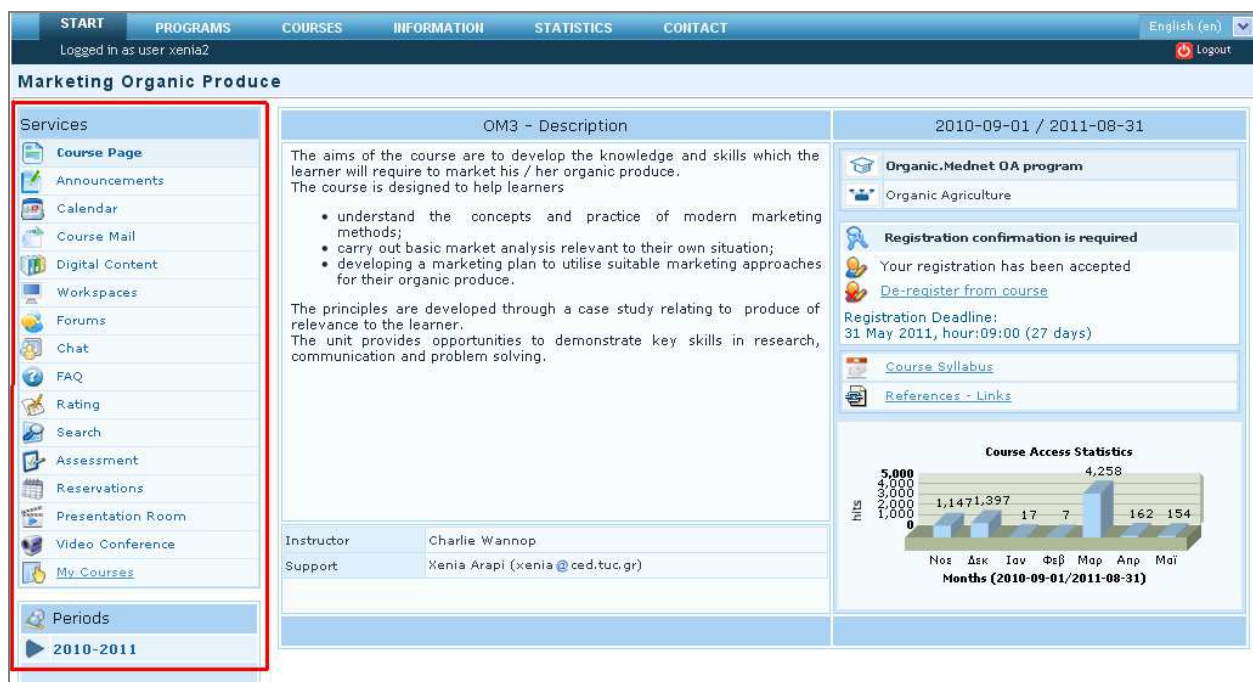 START PROGRAMS COURSES INFORMATION STATISTICS CONTACT English (en)
Logged in as user xenia2 Logout
Marketing Organic Produce
Services
Course Page
Announcements
Calendar
Course Mail
Digital Content
Workspaces
Forums
Chat
FAQ
Rating
Search
Assessment
Reservations
Presentation Room
Video Conference
My Courses
Periods
2010-2011
OM3 - Description
The aims of the course are to develop the knowledge and skills which the
learner will require to market his / her organic produce.
The course is designed to help learners
• understand the concepts and practice of modern marketing
methods;
• carry out basic market analysis relevant to their own situation;
• developing a marketing plan to utilise suitable marketing approaches
for their organic produce.
The principles are developed through a case study relating to produce of
relevance to the learner.
The unit provides opportunities to demonstrate key skills in research,
communication and problem solving.
Instructor Charlie Wannop
Support Xenia Arapi (xenia@ced.tuc.gr)
2010-09-01 / 2011-08-31
Organic.Mednet OA program
Organic Agriculture
Registration confirmation is required
Your registration has been accepted
De-register from course
Registration Deadline:
31 May 2011, hour:09:00 (27 days)
Course Syllabus
References - Links
Course Access Statistics
hits
5,000
4,000
3,000
2,000
1,000
0
1,147 1,397 17 7 4,258 162 154
Νοε Δεκ Ιαν Φεβ Μαρ Απρ Μαϊ
Months (2010-09-01/2011-08-31)